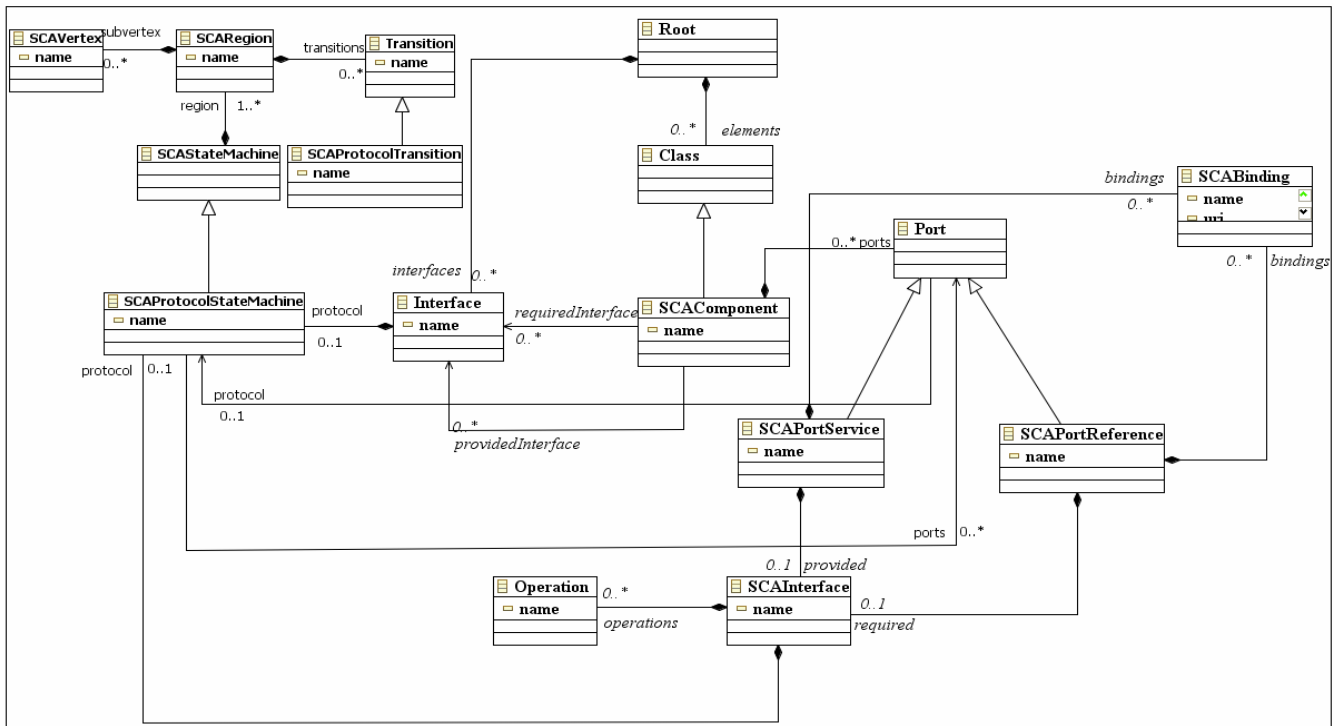 SCAVertex
name
subvertex
0..*
SCARegion
name
transitions
0..*
Transition
name
Root
region
1..*
0..*
elements
SCAStateMachine
SCAProtocolTransition
name
Class
bindings
0..*
SCABinding
name
uri
0..*
ports
Port
0..*
bindings
interfaces
0..*
SCAProtocolStateMachine
name
protocol
0..1
Interface
name
requiredInterface
0..*
SCAComponent
name
protocol
0..1
protocol
0..1
0..*
providedInterface
SCAPortService
name
SCAPortReference
name
ports
0..*
0..1
provided
Operation
name
0..*
operations
SCAInterface
name
0..1
required